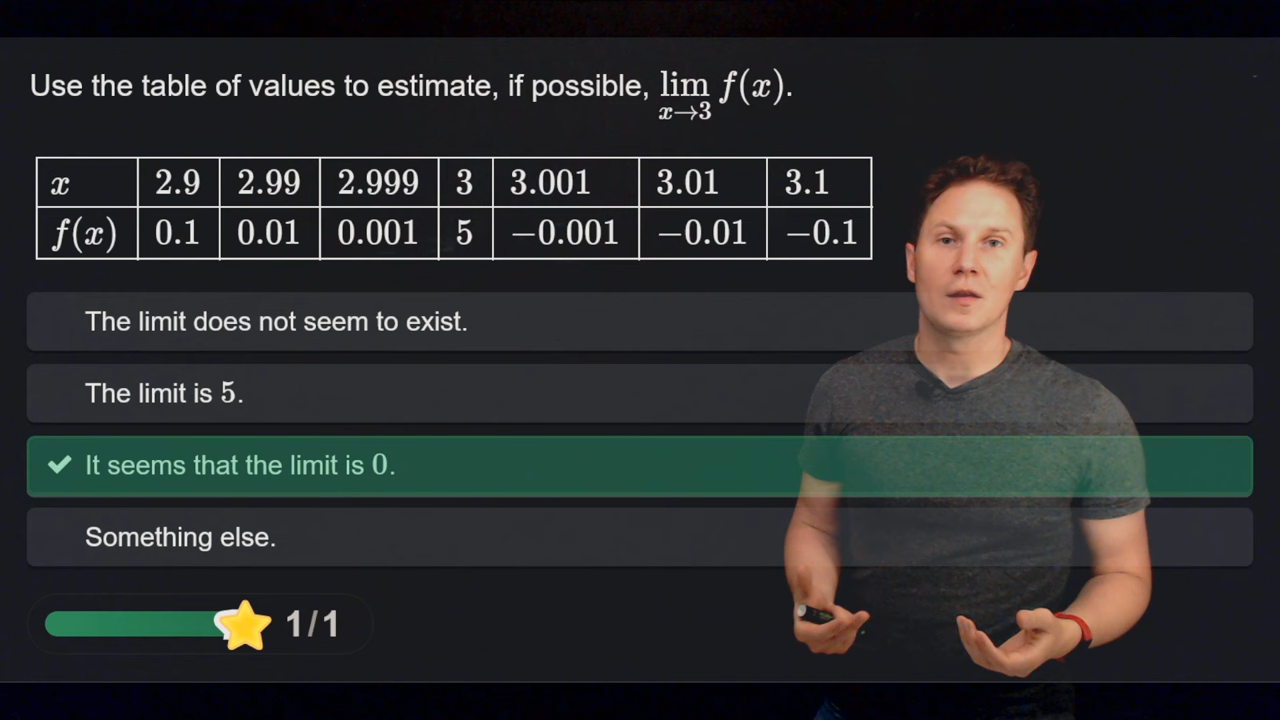 Use the table of values to estimate, if possible, lim x→3 f(x).
x 2.9 2.99 2.999 3 3.001 3.01 3.1
f(x) 0.1 0.01 0.001 5 −0.001 −0.01 −0.1
The limit does not seem to exist.
The limit is 5.
It seems that the limit is 0.
Something else.
1/1